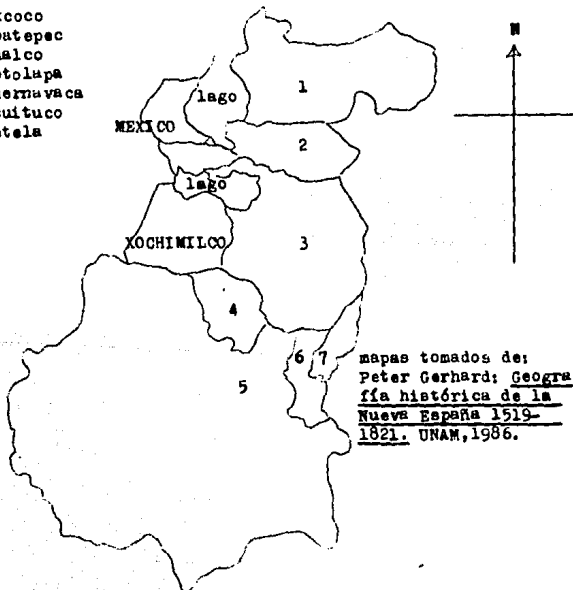 xcoco
atepec
alco
tolapa
ernavaca
uituco
tela
N
lago
1
MEXICO
2
lago
XOCHIMILCO
3
4
5
6
7
mapas tomados de:
Peter Gerhard: Geogra
fía histórica de la
Nueva España 1519-
1821. UNAM, 1986.